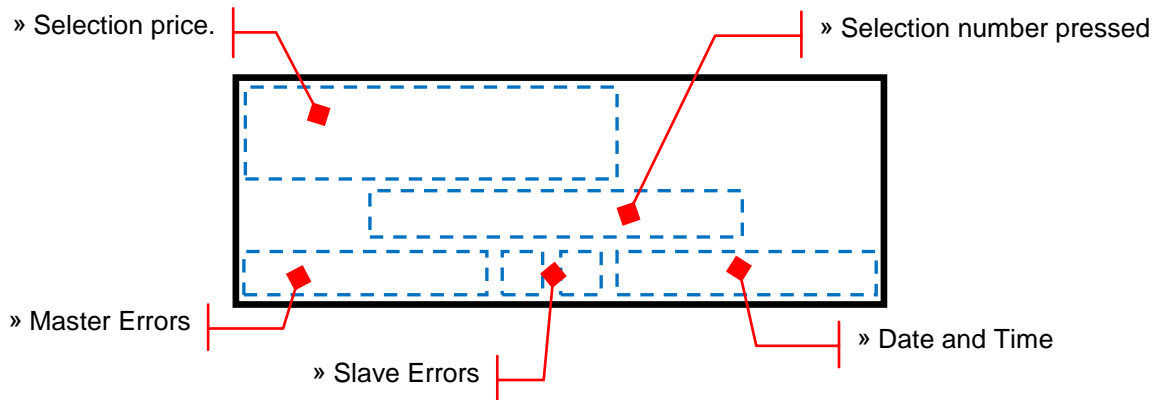 » Selection price.
» Selection number pressed
» Master Errors
» Date and Time
» Slave Errors